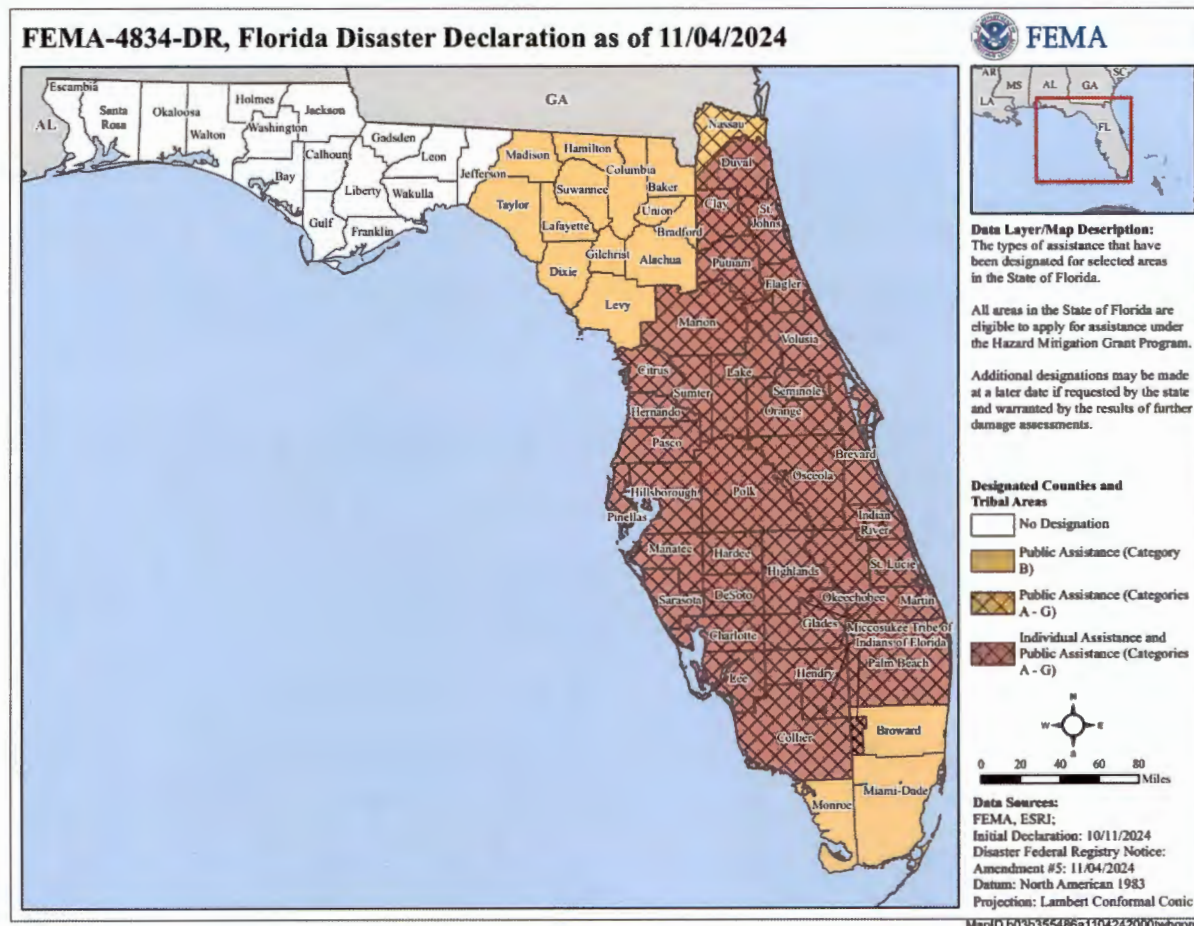 FEMA-4834-DR, Florida Disaster Declaration as of 11/04/2024
FEMA
Escambia
Santa
Rosa
Okaloosa
Walton
Holmes
Washington
Jackson
Bay
Calhoun
Gulf
Liberty
Franklin
Gadsden
Leon
Wakulla
Jefferson
AL
GA
Madison
Hamilton
Taylor
Suwannee
Columbia
Baker
Lafayette
Union
Bradford
Dixie
Gilchrist
Alachua
Levy
Nassau
Duval
Clay
St.
Johns
Putnam
Flagler
Marion
Volusia
Citrus
Sumter
Lake
Seminole
Hernando
Orange
Pasco
Brevard
Osceola
Hillsborough
Polk
Pinellas
Indian
River
Manatee
Hardee
Highlands
St. Lucie
Sarasota
DeSoto
Okeechobee
Martin
Charlotte
Glades
Miccosukee Tribe of
Indians of Florida
Palm Beach
Lee
Hendry
Collier
Broward
Monroe
Miami-Dade
AR
MS
AL
GA
SC
LA
FL
Data Layer/Map Description:
The types of assistance that have
been designated for selected areas
in the State of Florida.
All areas in the State of Florida are
eligible to apply for assistance under
the Hazard Mitigation Grant Program.
Additional designations may be made
at a later date if requested by the state
and warranted by the results of further
damage assessments.
Designated Counties and
Tribal Areas
No Designation
Public Assistance (Category
B)
Public Assistance (Categories
A - G)
Individual Assistance and
Public Assistance (Categories
A - G)
N
W E
S
0 20 40 60 80
Miles
Data Sources:
FEMA, ESRI;
Initial Declaration: 10/11/2024
Disaster Federal Registry Notice:
Amendment #5: 11/04/2024
Datum: North American 1983
Projection: Lambert Conformal Conic